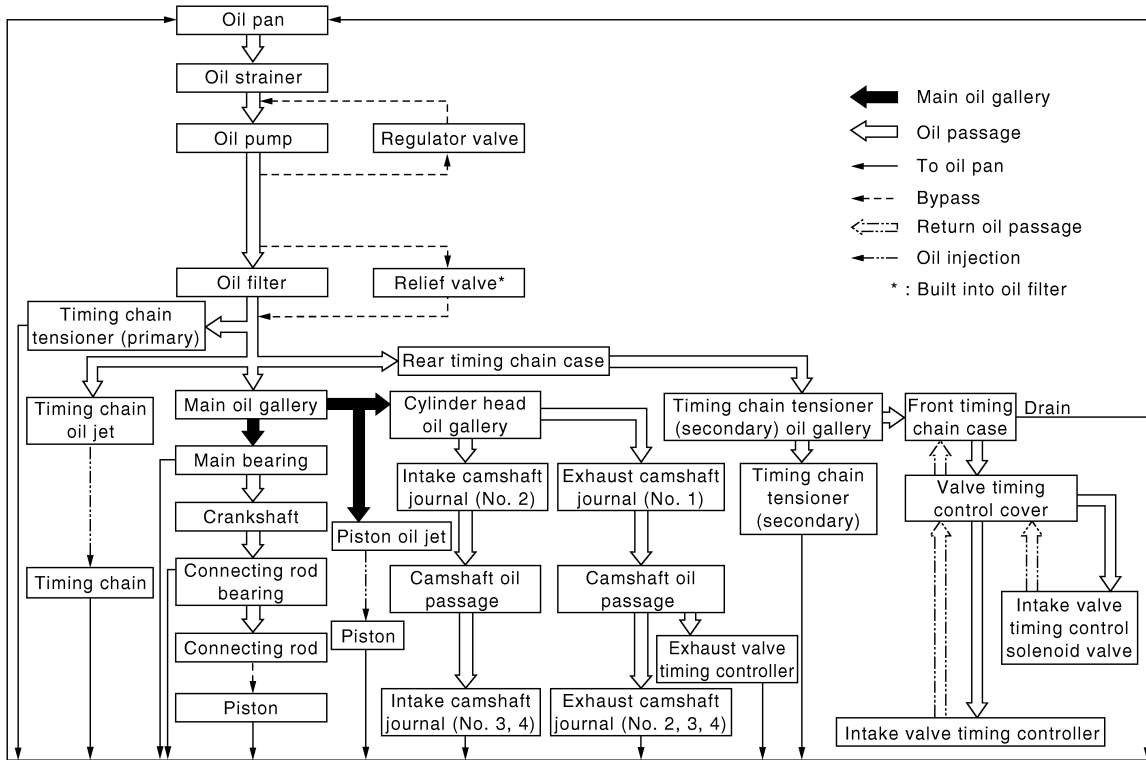 Oil pan
Oil strainer
Oil pump
Regulator valve
Oil filter
Relief valve*
Main oil gallery
Oil passage
To oil pan
Bypass
Return oil passage
Oil injection
* : Built into oil filter
Timing chain
tensioner (primary)
Rear timing chain case
Timing chain
oil jet
Main oil gallery
Cylinder head
oil gallery
Timing chain tensioner
(secondary) oil gallery
Front timing
chain case
Drain
Main bearing
Intake camshaft
journal (No. 2)
Exhaust camshaft
journal (No. 1)
Timing chain
tensioner
(secondary)
Valve timing
control cover
Crankshaft
Piston oil jet
Timing chain
Connecting rod
bearing
Camshaft oil
passage
Camshaft oil
passage
Intake valve
timing control
solenoid valve
Connecting rod
Piston
Exhaust valve
timing controller
Piston
Intake camshaft
journal (No. 3, 4)
Exhaust camshaft
journal (No. 2, 3, 4)
Intake valve timing controller